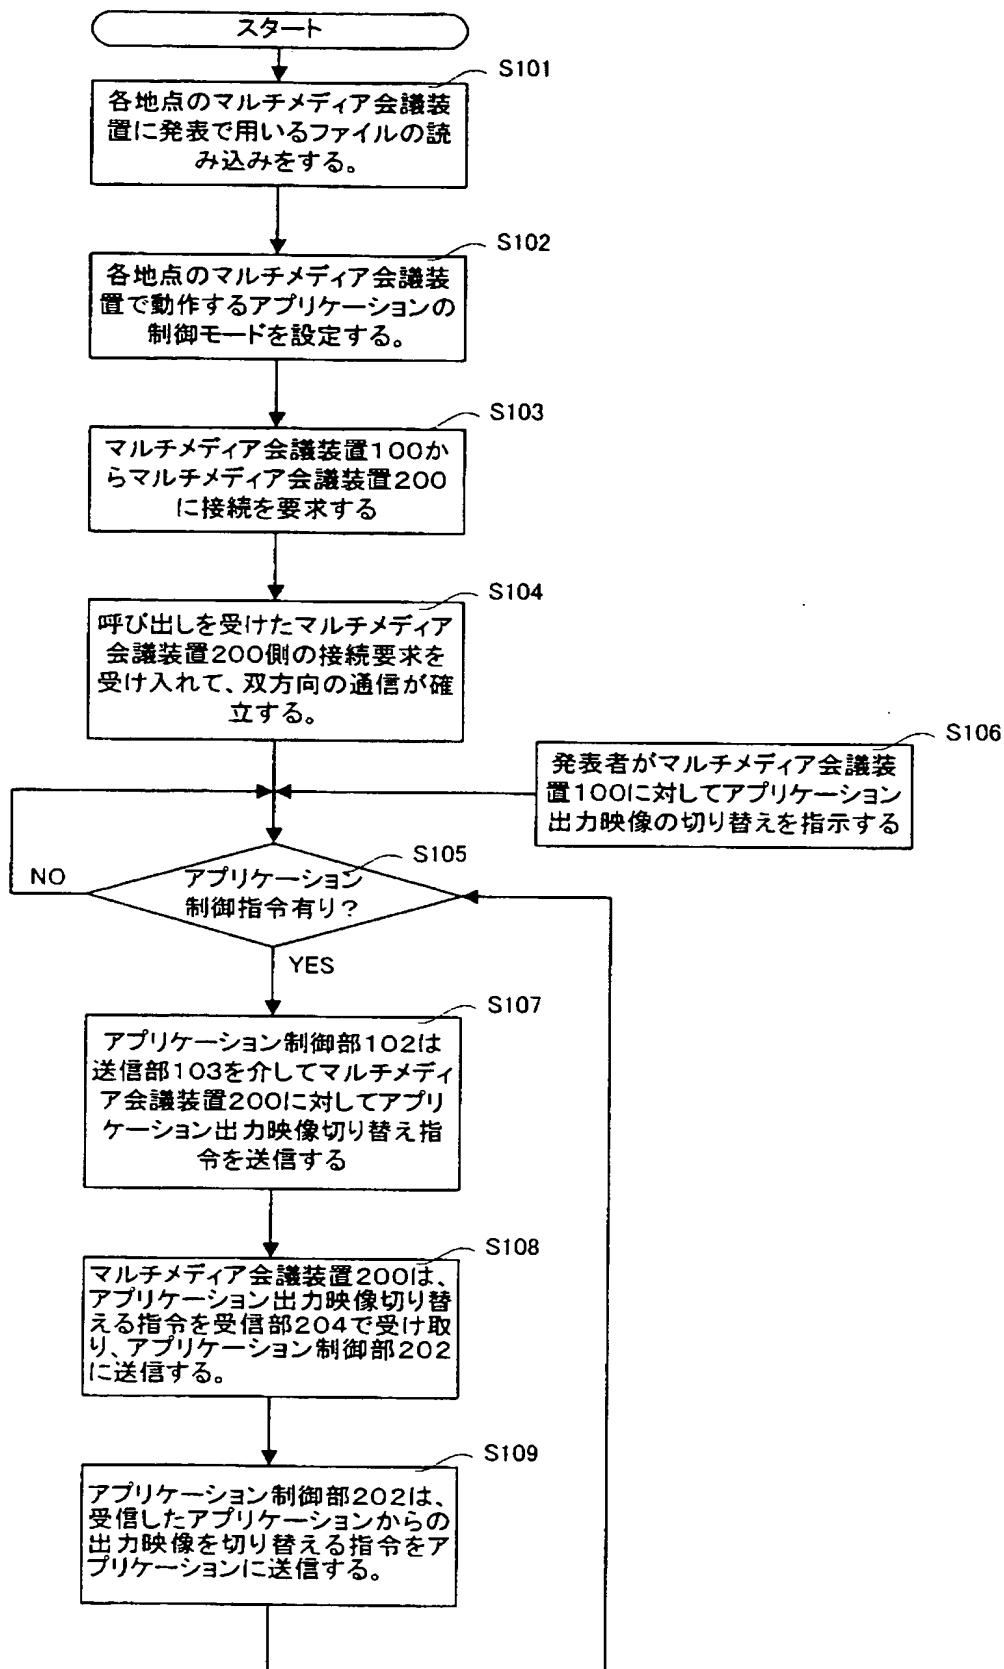 スタート
S101
各地点のマルチメディア会議装
置に発表で用いるファイルの読
み込みをする。
S102
各地点のマルチメディア会議装
置で動作するアプリケーションの
制御モードを設定する。
S103
マルチメディア会議装置100か
らマルチメディア会議装置200
に接続を要求する
S104
呼び出しを受けたマルチメディア
会議装置200側の接続要求を
受け入れて、双方向の通信が確
立する。
S106
発表者がマルチメディア会議装
置100に対してアプリケーション
出力映像の切り替えを指示する
S105
アプリケーション
制御指令有り?
NO
YES
S107
アプリケーション制御部102は
送信部103を介してマルチメディ
ア会議装置200に対してアプリ
ケーション出力映像切り替え指
令を送信する
S108
マルチメディア会議装置200は、
アプリケーション出力映像切り替
える指令を受信部204で受け取
り、アプリケーション制御部202
に送信する。
S109
アプリケーション制御部202は、
受信したアプリケーションからの
出力映像を切り替える指令をア
プリケーションに送信する。